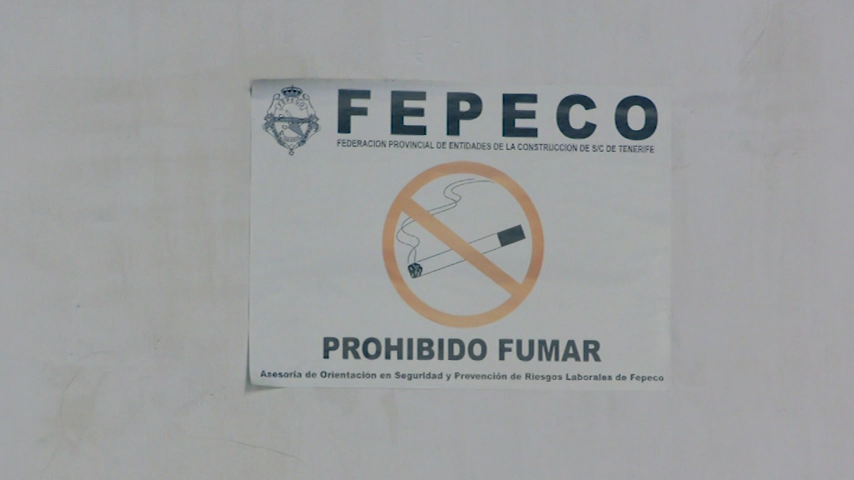 FEPECO
FEDERACION PROVINCIAL DE ENTIDADES DE LA CONSTRUCCION DE S/C DE TENERIFE
PROHIBIDO FUMAR
Asesoría de Orientación en Seguridad y Prevención de Riesgos Laborales de Fepeco